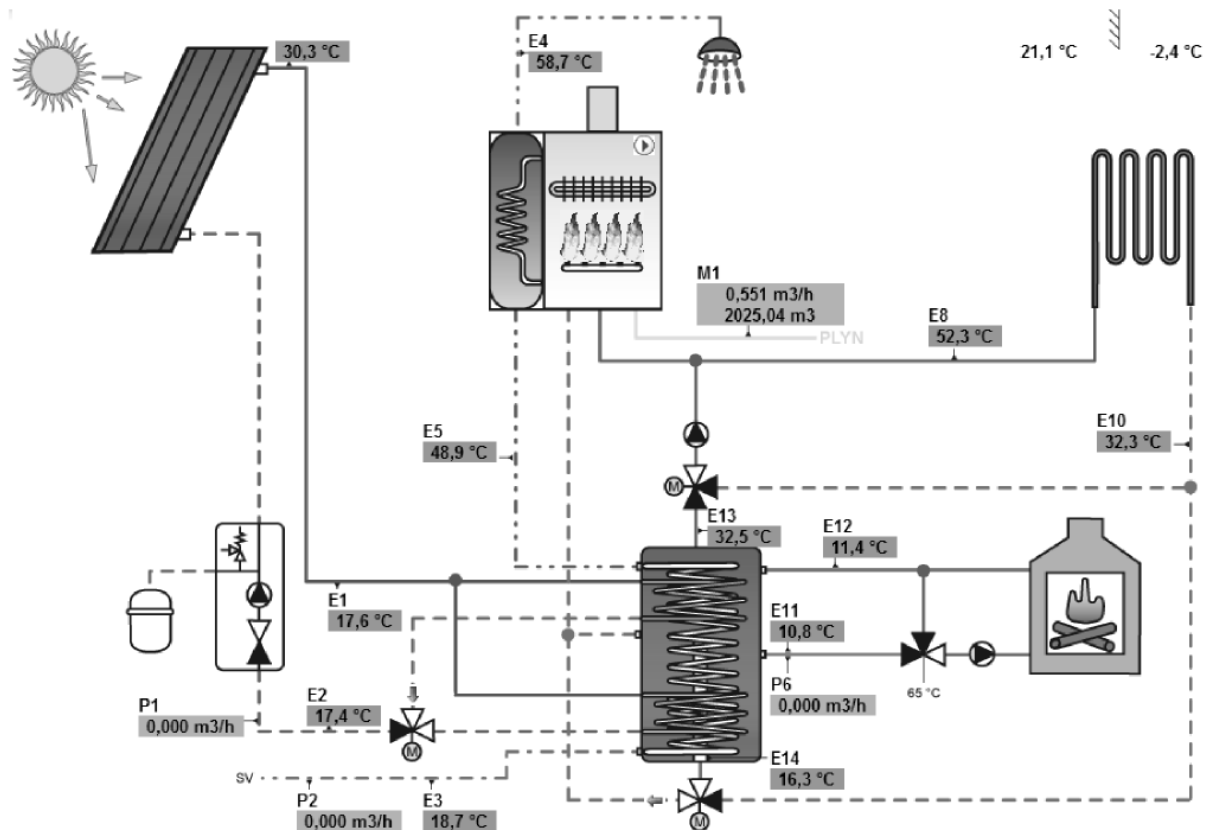 30,3 °C
E4
58,7 °C
21,1 °C
-2,4 °C
M1
0,551 m3/h
2025,04 m3
PLYN
E8
52,3 °C
E5
48,9 °C
E10
32,3 °C
M
E13
32,5 °C
E12
11,4 °C
E1
17,6 °C
E11
10,8 °C
65 °C
P6
0,000 m3/h
P1
0,000 m3/h
E2
17,4 °C
M
E14
16,3 °C
SV
P2
0,000 m3/h
E3
18,7 °C
M